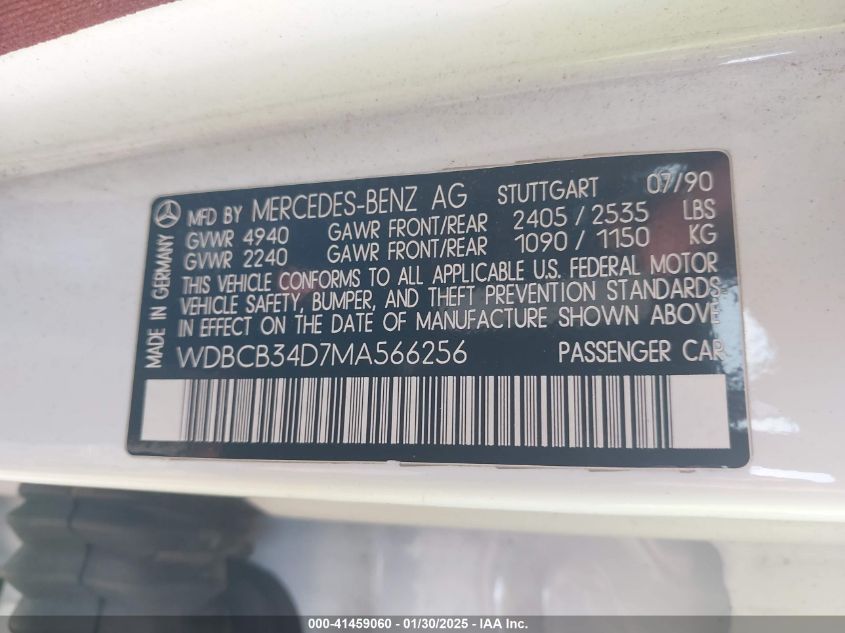 MADE IN GERMANY
MFD BY MERCEDES-BENZ AG STUTTGART 07/90
GVWR 4940 GAWR FRONT/REAR 2405 / 2535 LBS
GVWR 2240 GAWR FRONT/REAR 1090 / 1150 KG
THIS VEHICLE CONFORMS TO ALL APPLICABLE U.S. FEDERAL MOTOR
VEHICLE SAFETY, BUMPER, AND THEFT PREVENTION STANDARDS
IN EFFECT ON THE DATE OF MANUFACTURE SHOWN ABOVE.
WDBCB34D7MA566256 PASSENGER CAR
000-41459060 - 01/30/2025 - IAA Inc.